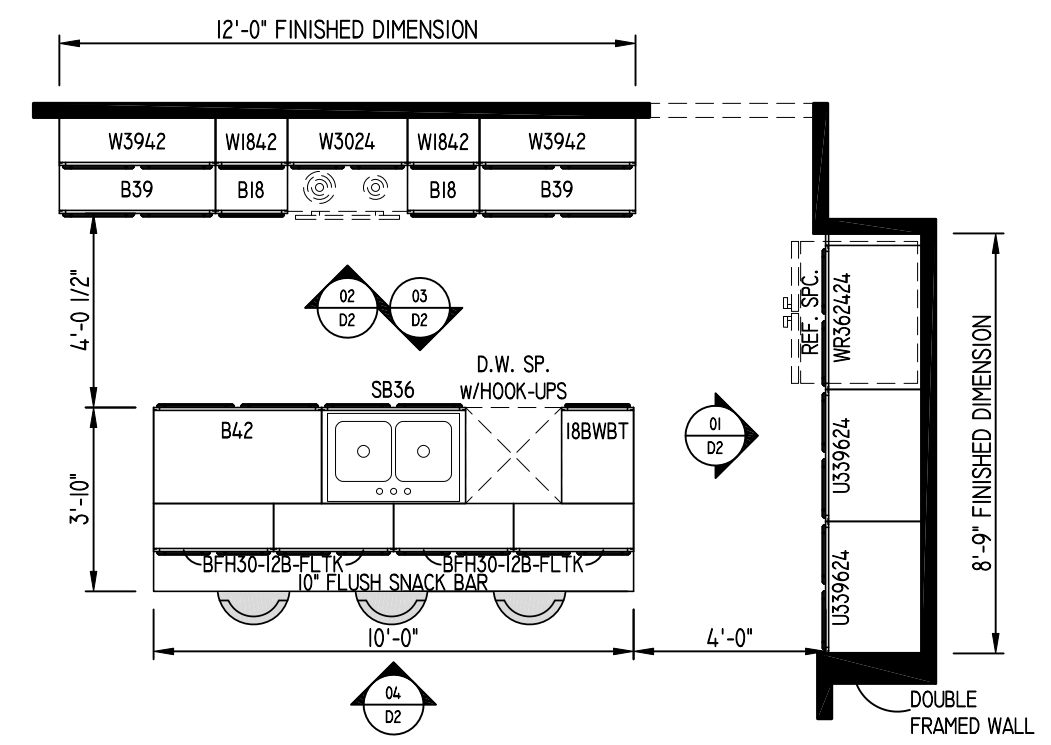 12'-0" FINISHED DIMENSION
W3942 W1842 W3024 W1842 W3942
B39 B18 B18 B39
4'-0 1/2"
02
D2
03
D2
REF. SPC.
WR362424
8'-9" FINISHED DIMENSION
D.W. SP.
w/HOOK-UPS
SB36
B42
18BWBT
01
D2
U339624
3'-10"
BFH30-12B-FLTK BFH30-12B-FLTK
10" FLUSH SNACK BAR
U339624
10'-0" 4'-0"
04
D2
DOUBLE
FRAMED WALL